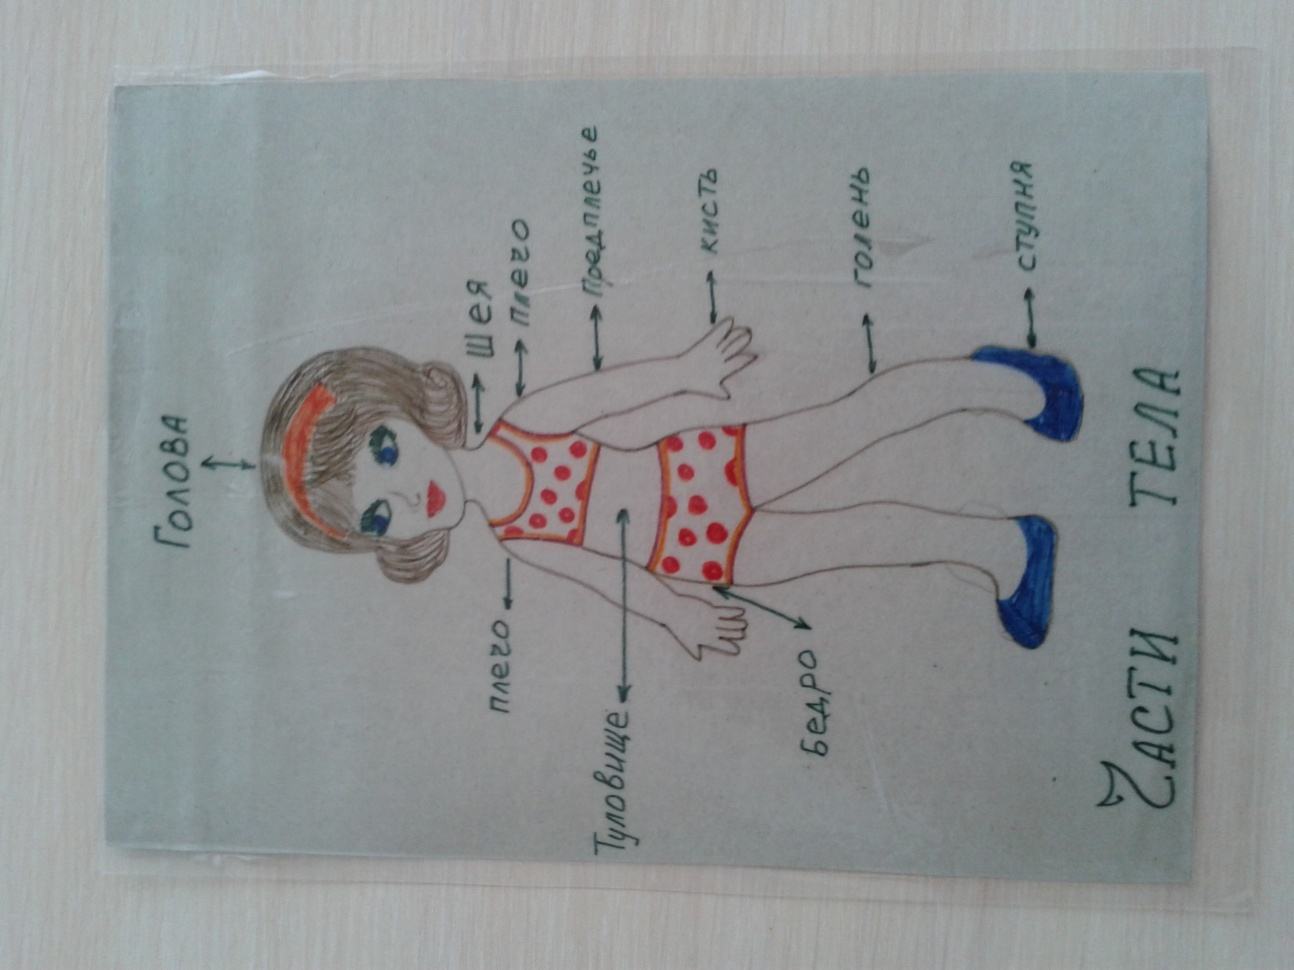 Голова
Шея
Плечо
плечо
Предплечье
Туловище
кисть
бедро
голень
ступня
Части тела